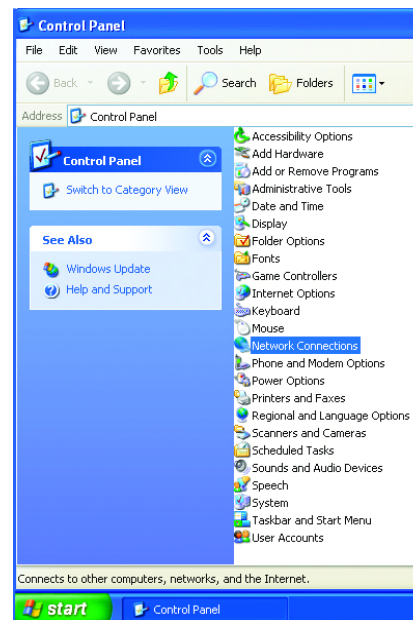 Control Panel
File Edit View Favorites Tools Help
Back Search Folders
Address Control Panel
Control Panel
Switch to Category View
See Also
Windows Update
Help and Support
Accessibility Options
Add Hardware
Add or Remove Programs
Administrative Tools
Date and Time
Display
Folder Options
Fonts
Game Controllers
Internet Options
Keyboard
Mouse
Network Connections
Phone and Modem Options
Power Options
Printers and Faxes
Regional and Language Options
Scanners and Cameras
Scheduled Tasks
Sounds and Audio Devices
Speech
System
Taskbar and Start Menu
User Accounts
Connects to other computers, networks, and the Internet.
start Control Panel